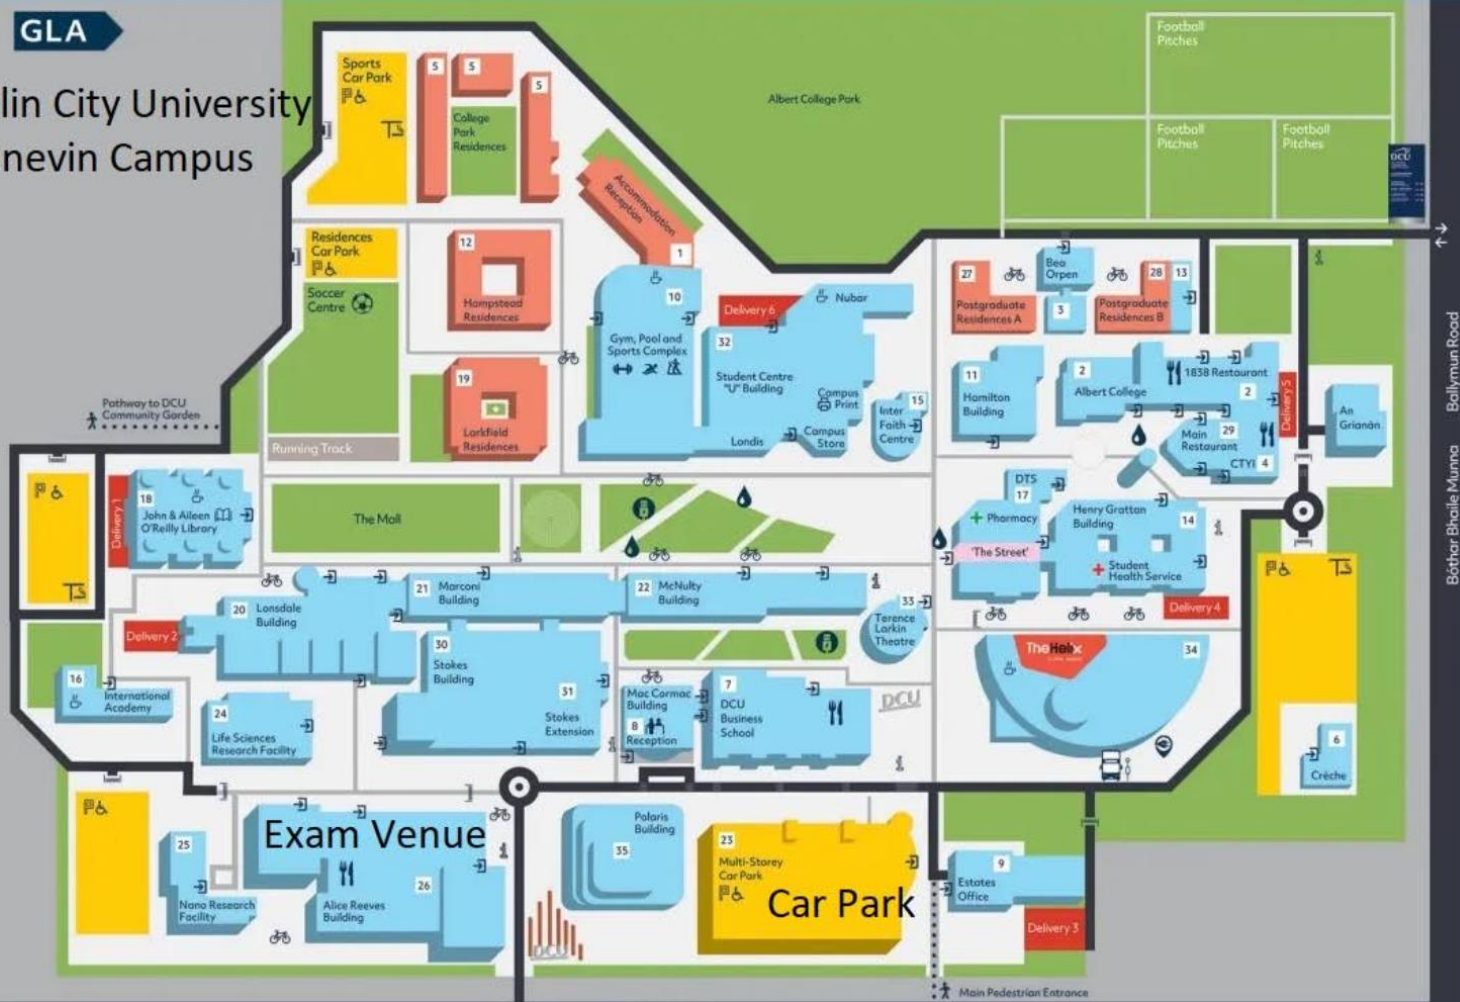 GLA
lin City University
nevin Campus
Sports
Car Park
P
5
5
5
College
Park
Residences
Albert College Park
Football
Pitches
Football
Pitches
Football
Pitches
DCU
Accommodation
Reception
1
Residences
Car Park
P
12
Hampstead
Residences
Soccer
Centre
10
Gym, Pool and
Sports Complex
Delivery 6
Nubar
32
Student Centre
"U" Building
Campus
Print
Londis
Campus
Store
15
Inter
Faith
Centre
27
Postgraduate
Residences A
Bea
Orpen
3
28
13
Postgraduate
Residences B
11
Hamilton
Building
2
Albert College
1838 Restaurant
2
Delivery 5
An
Grianán
29
Main
Restaurant
CTYI 4
19
Larkfield
Residences
Running Track
Pathway to DCU
Community Garden
P
Delivery 1
18
John & Aileen
O'Reilly Library
The Mall
DTS
17
Pharmacy
'The Street'
Henry Grattan
Building
14
Student
Health Service
Delivery 4
Ballymun Road
Bóthar Bhaile Munna
P
20
Lonsdale
Building
21
Marconi
Building
22
McNulty
Building
33
Terence
Larkin
Theatre
Delivery 2
30
Stokes
Building
31
Stokes
Extension
16
International
Academy
24
Life Sciences
Research Facility
Mac Cormac
Building
8
Reception
7
DCU
Business
School
DCU
TheHelix
34
6
Crèche
P
Exam Venue
25
Nano Research
Facility
26
Alice Reeves
Building
Polaris
Building
35
DCU
23
Multi-Storey
Car Park
P
Car Park
9
Estates
Office
Delivery 3
Main Pedestrian Entrance